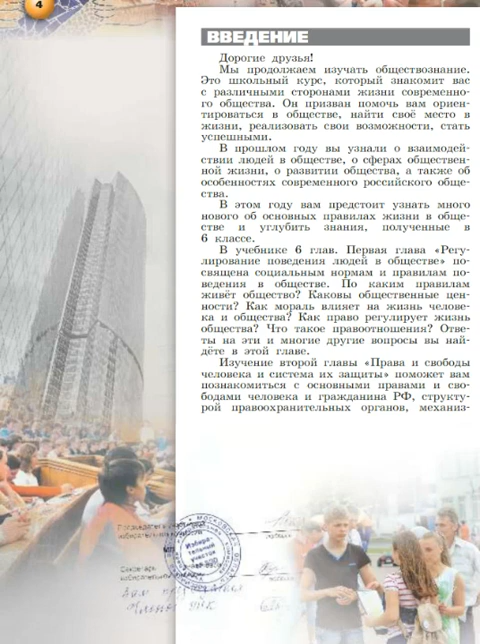 4
ВВЕДЕНИЕ
Дорогие друзья!
Мы продолжаем изучать обществознание.
Это школьный курс, который знакомит вас
с различными сторонами жизни современно-
го общества. Он призван помочь вам ориен-
тироваться в обществе, найти своё место в
жизни, реализовать свои возможности, стать
успешными.
В прошлом году вы узнали о взаимодей-
ствии людей в обществе, о сферах обществен-
ной жизни, о развитии общества, а также об
особенностях современного российского обще-
ства.
В этом году вам предстоит узнать много
нового об основных правилах жизни в обще-
стве и углубить знания, полученные в
6 классе.
В учебнике 6 глав. Первая глава «Регу-
лирование поведения людей в обществе» по-
священа социальным нормам и правилам по-
ведения в обществе. По каким правилам
живёт общество? Каковы общественные цен-
ности? Как мораль влияет на жизнь челове-
ка и общества? Как право регулирует жизнь
общества? Что такое правоотношения? Отве-
ты на эти и многие другие вопросы вы най-
дёте в этой главе.
Изучение второй главы «Права и свободы
человека и система их защиты» поможет вам
познакомиться с основными правами и сво-
бодами человека и гражданина РФ, структу-
рой правоохранительных органов, механиз-
Избира-
тельный
участок
Секретарь